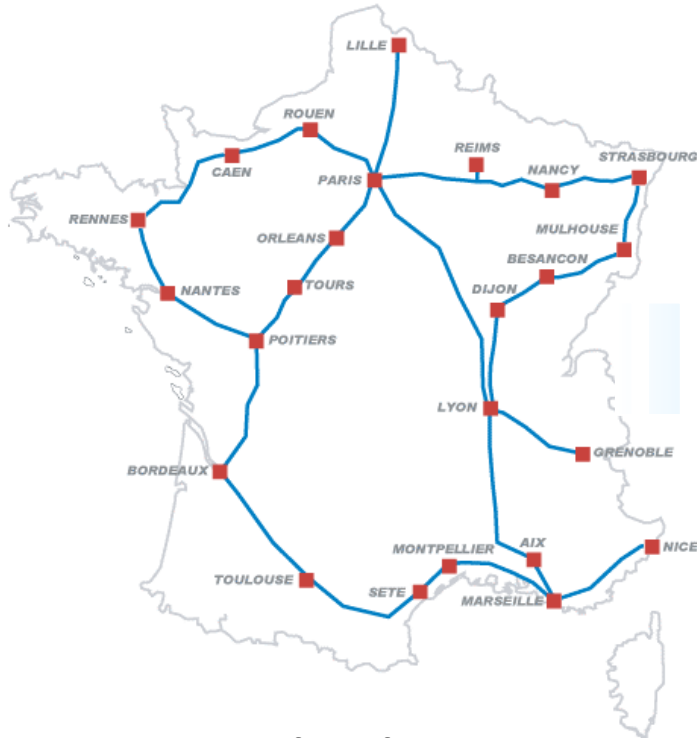 LILLE
ROUEN
CAEN
REIMS
STRASBOURG
PARIS
NANCY
RENNES
ORLEANS
MULHOUSE
BESANCON
NANTES
TOURS
DIJON
POITIERS
LYON
GRENOBLE
BORDEAUX
AIX
NICE
MONTPELLIER
TOULOUSE
SETE
MARSEILLE